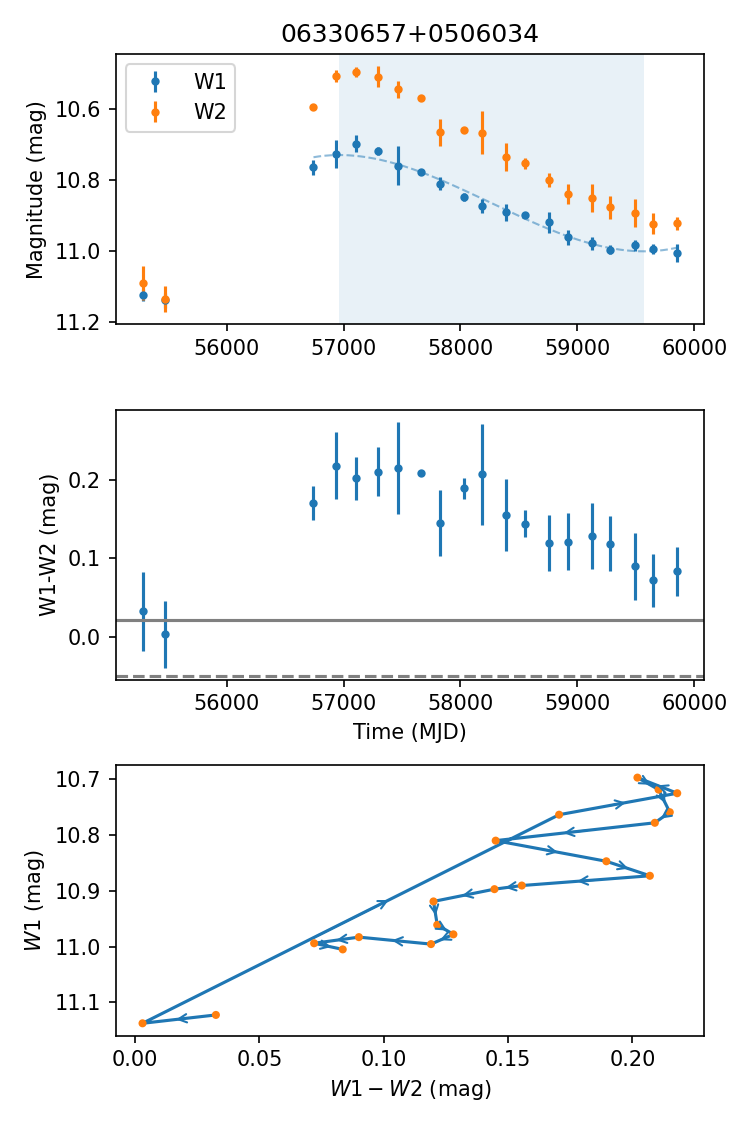 06330657+0506034
W1
W2
Magnitude (mag)
10.6
10.8
11.0
11.2
56000 57000 58000 59000 60000
W1-W2 (mag)
0.2
0.1
0.0
56000 57000 58000 59000 60000
Time (MJD)
W1 (mag)
10.7
10.8
10.9
11.0
11.1
0.00 0.05 0.10 0.15 0.20
W1 − W2 (mag)